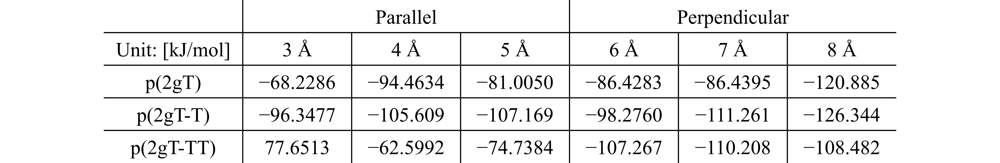 Parallel Perpendicular
Unit: [kJ/mol] 3 Å 4 Å 5 Å 6 Å 7 Å 8 Å
p(2gT) −68.2286 −94.4634 −81.0050 −86.4283 −86.4395 −120.885
p(2gT-T) −96.3477 −105.609 −107.169 −98.2760 −111.261 −126.344
p(2gT-TT) 77.6513 −62.5992 −74.7384 −107.267 −110.208 −108.482